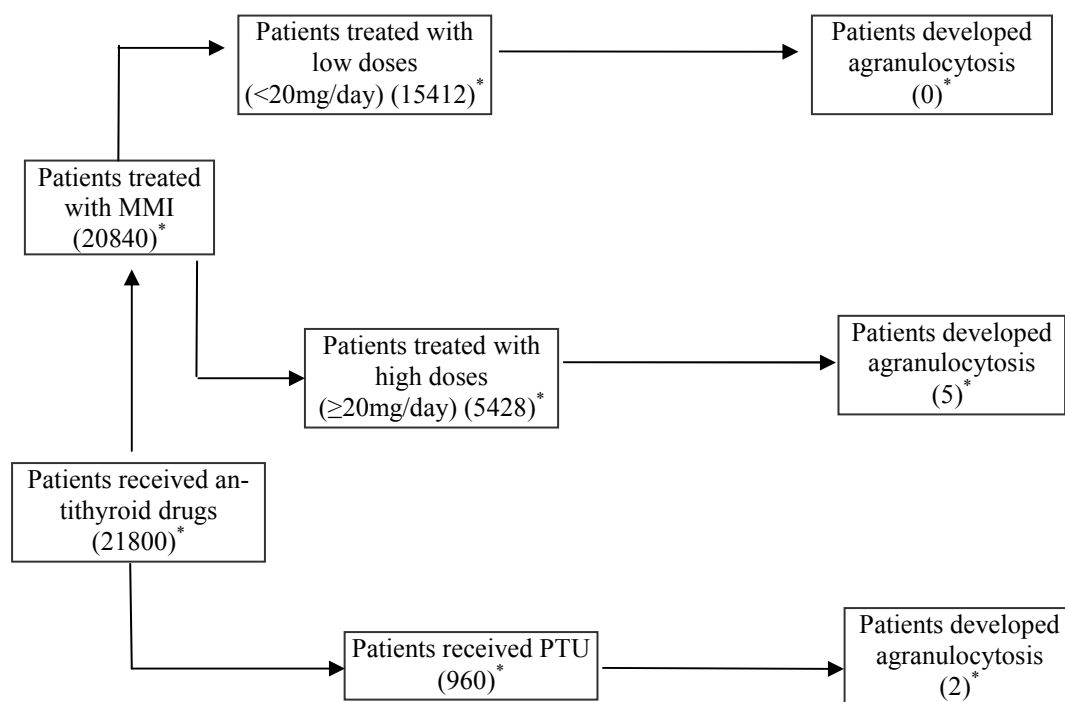 Patients treated with
low doses
(<20mg/day) (15412)*
Patients developed
agranulocytosis
(0)*
Patients treated
with MMI
(20840)*
Patients treated with
high doses
(≥20mg/day) (5428)*
Patients developed
agranulocytosis
(5)*
Patients received an-
tithyroid drugs
(21800)*
Patients received PTU
(960)*
Patients developed
agranulocytosis
(2)*